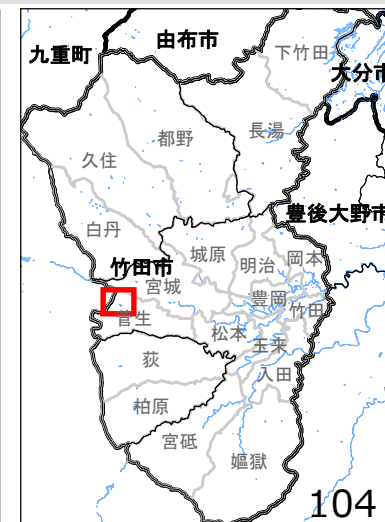 九重町
由布市
下竹田
大分市
都野
長湯
久住
白丹
豊後大野市
城原
明治
岡本
竹田市
宮城
豊岡
竹田
菅生
松本
玉来
荻
入田
柏原
宮砥
嫗獄
104